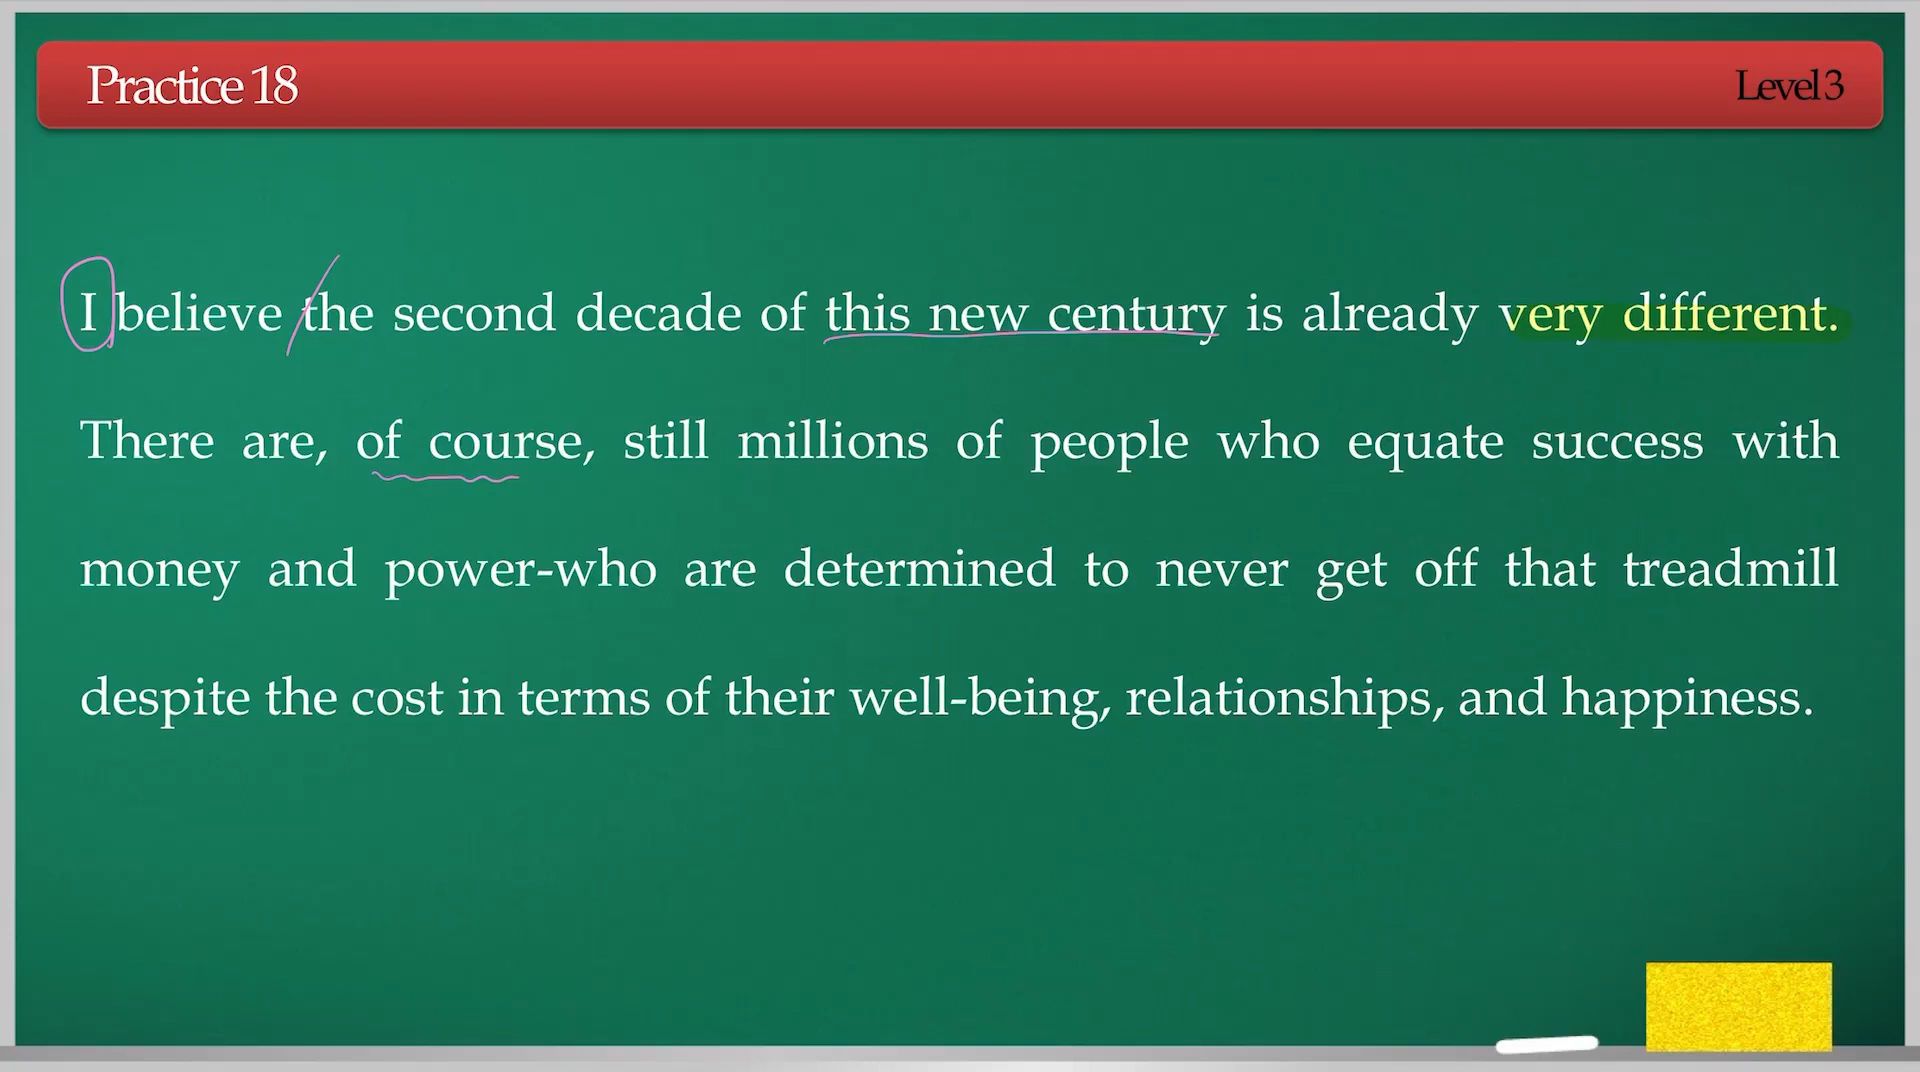 Practice 18
Level 3
I believe the second decade of this new century is already very different.
There are, of course, still millions of people who equate success with
money and power-who are determined to never get off that treadmill
despite the cost in terms of their well-being, relationships, and happiness.